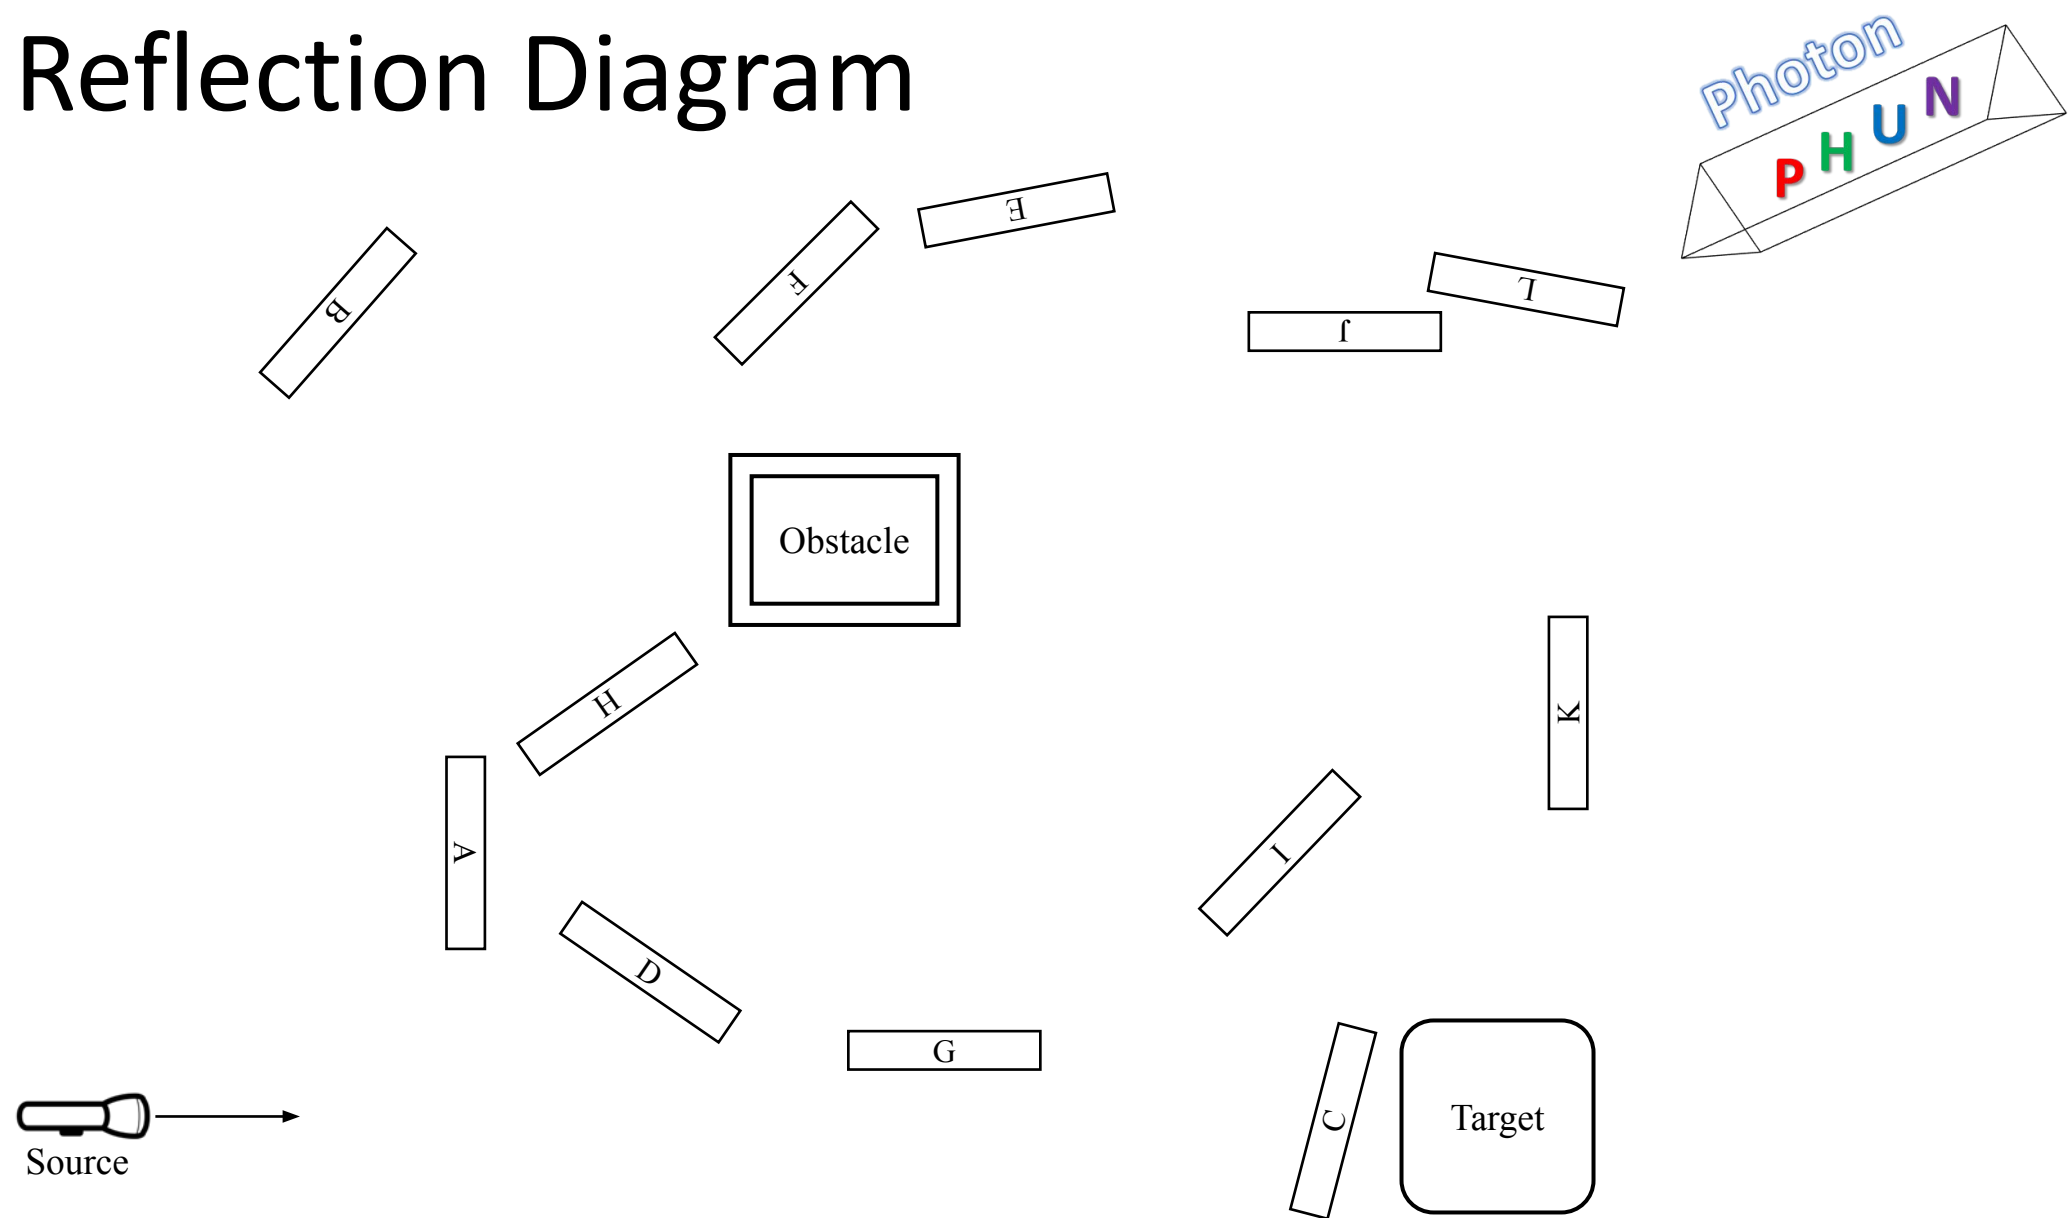 Reflection Diagram
Photon
PHUN
E
F
B
L
J
Obstacle
H
K
A
I
D
G
C
Target
Source